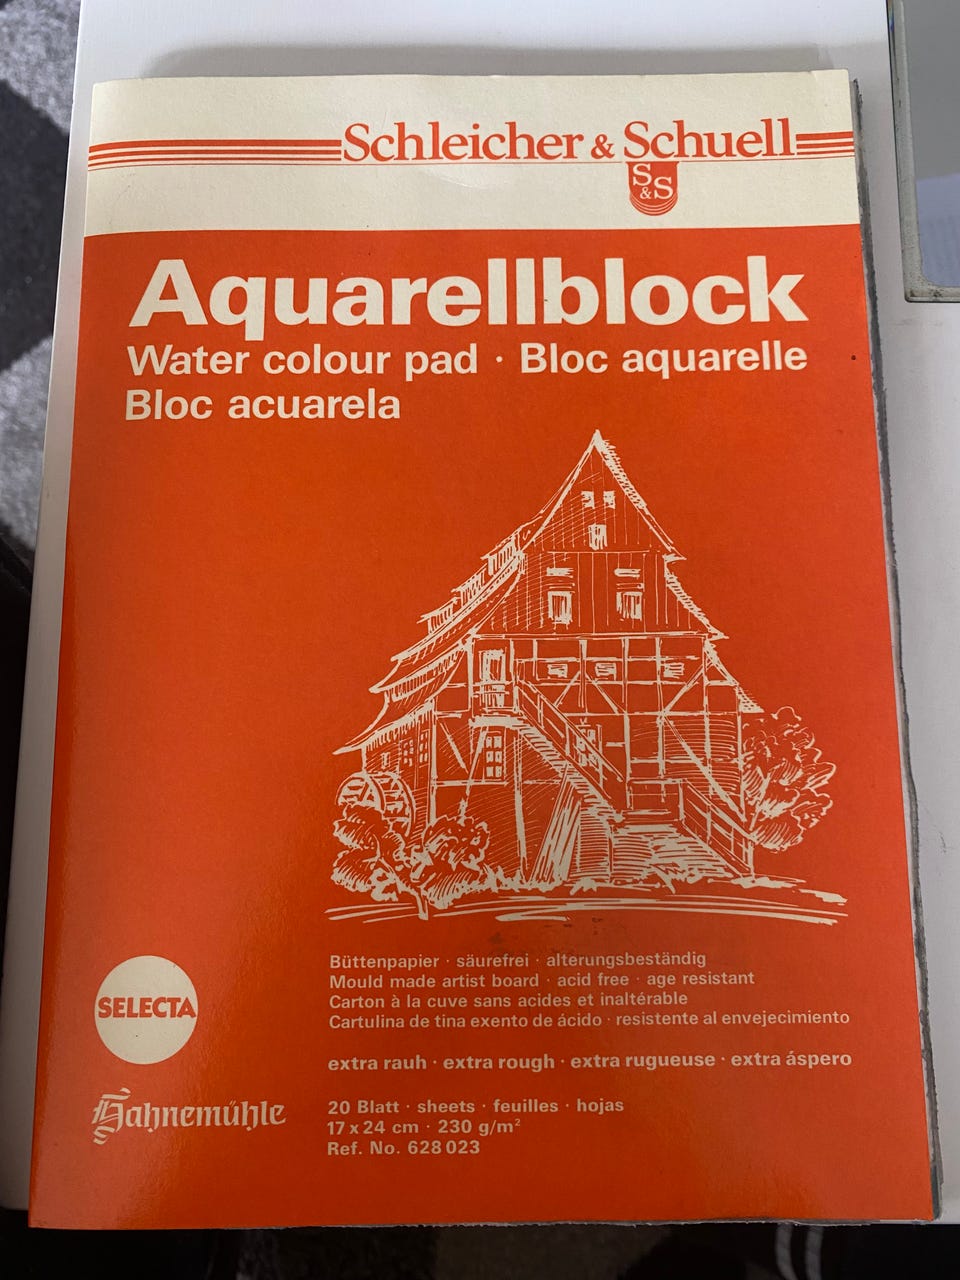 Schleicher & Schuell
S&S
Aquarellblock
Water colour pad · Bloc aquarelle
Bloc acuarela
Büttenpapier · säurefrei · alterungsbeständig
Mould made artist board · acid free · age resistant
Carton à la cuve sans acides et inaltérable
Cartulina de tina exento de ácido · resistente al envejecimiento
extra rauh · extra rough · extra rugueuse · extra áspero
SELECTA
Hahnemühle
20 Blatt · sheets · feuilles · hojas
17 x 24 cm · 230 g/m²
Ref. No. 628 023